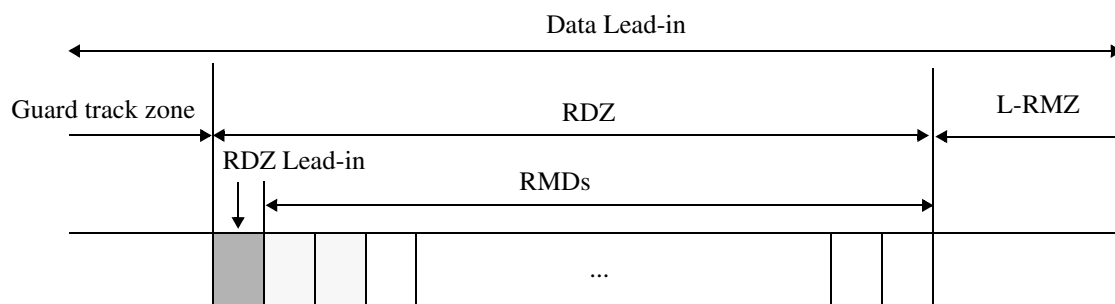 Data Lead-in
Guard track zone
RDZ
L-RMZ
RDZ Lead-in
RMDs
...